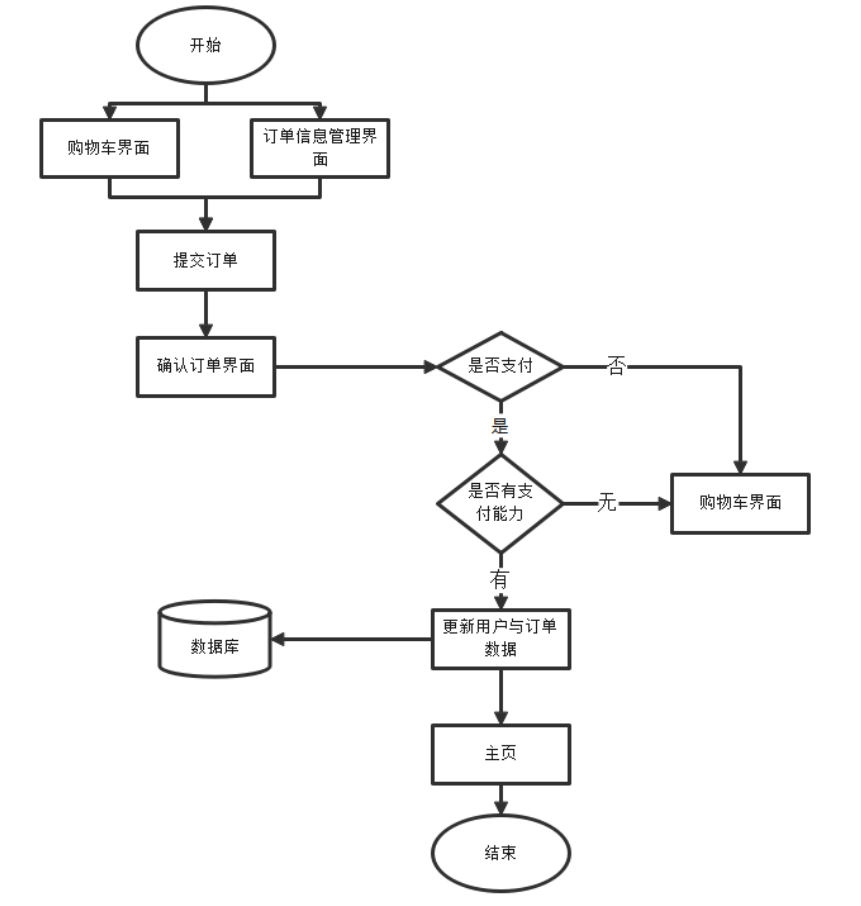 开始
购物车界面
订单信息管理界
面
提交订单
确认订单界面
是否支付
否
是
是否有支
付能力
无
购物车界面
有
更新用户与订单
数据
数据库
主页
结束